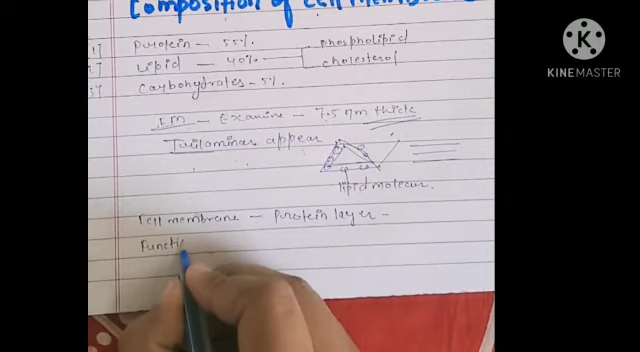 Composition of Cell Membrane
1] Protein — 55%.
2] Lipid — 40% — phospholipid
cholesterol
3] Carbohydrates - 5%
EM — Examine — 7.5 nm thick
Trilaminar appear
lipid molecur.
Cell membrane — Protein layer -
Functi
KINEMASTER